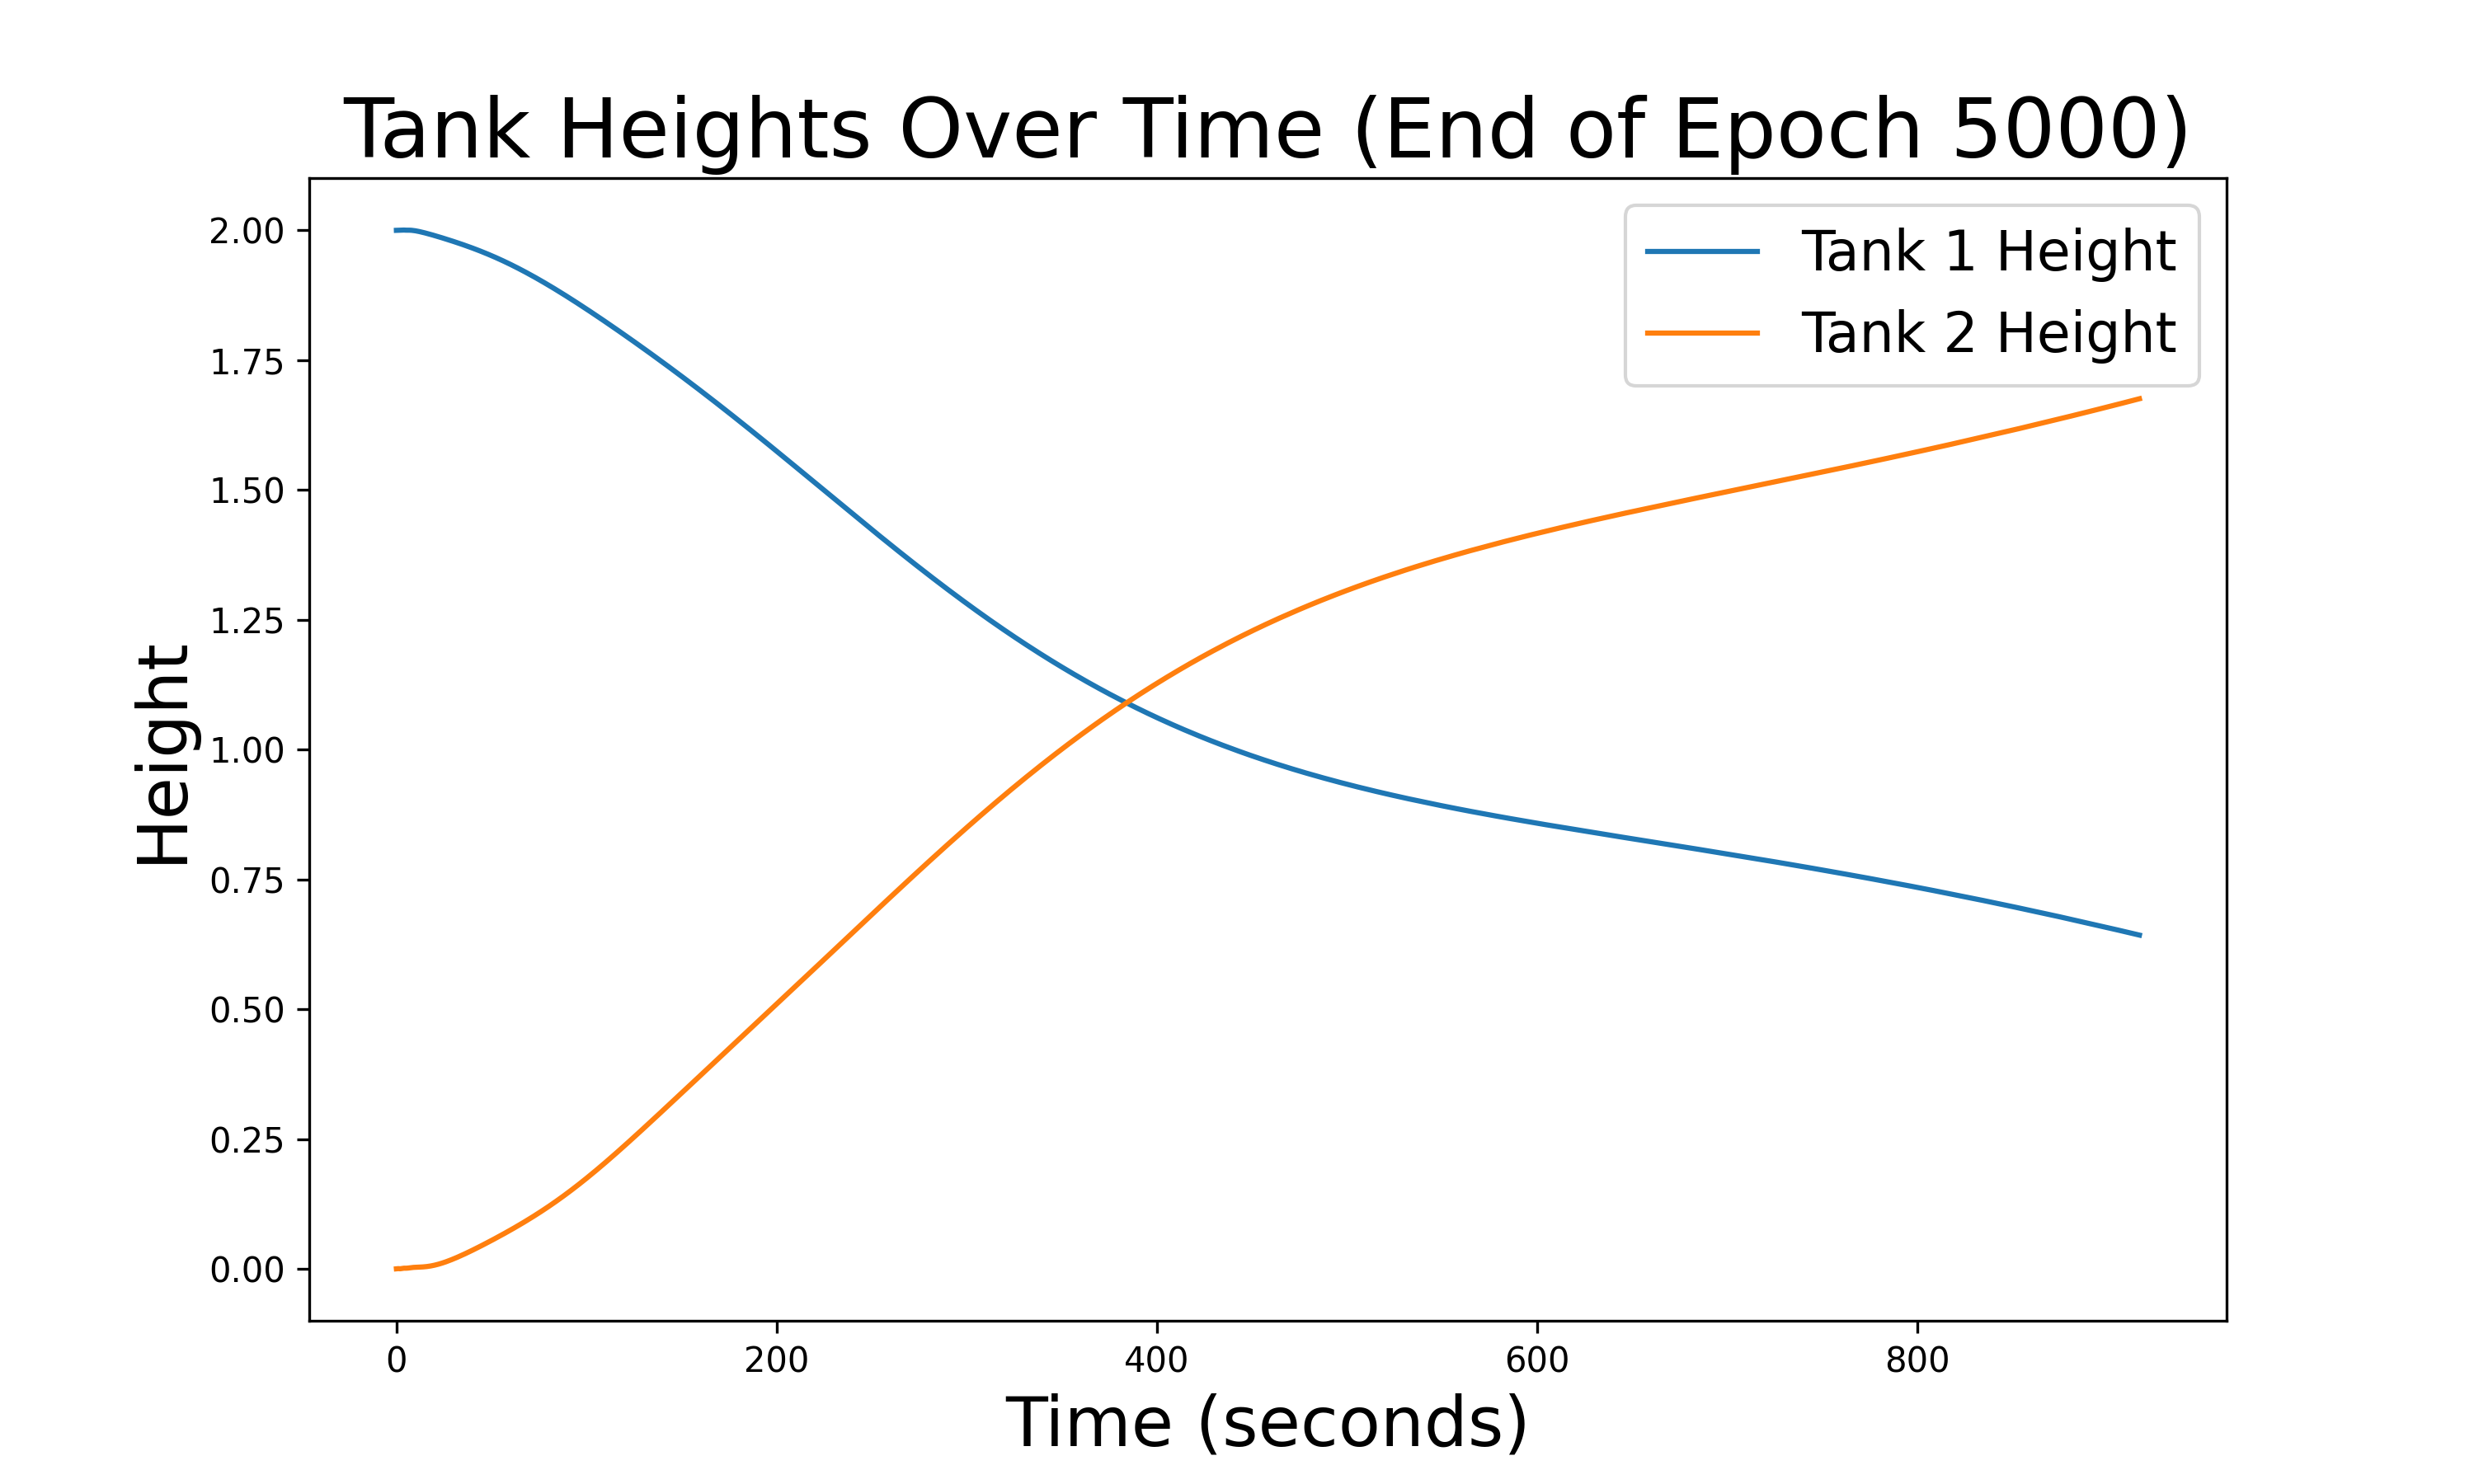 Tank Heights Over Time (End of Epoch 5000)
Tank 1 Height
Tank 2 Height
Height
2.00
1.75
1.50
1.25
1.00
0.75
0.50
0.25
0.00
0 200 400 600 800
Time (seconds)